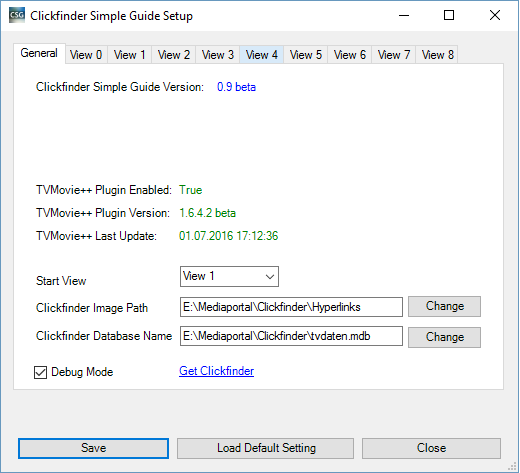 CSG Clickfinder Simple Guide Setup
General View 0 View 1 View 2 View 3 View 4 View 5 View 6 View 7 View 8
Clickfinder Simple Guide Version: 0.9 beta
TVMovie++ Plugin Enabled: True
TVMovie++ Plugin Version: 1.6.4.2 beta
TVMovie++ Last Update: 01.07.2016 17:12:36
Start View View 1
Clickfinder Image Path E:\Mediaportal\Clickfinder\Hyperlinks Change
Clickfinder Database Name E:\Mediaportal\Clickfinder\tvdaten.mdb Change
Debug Mode Get Clickfinder
Save Load Default Setting Close